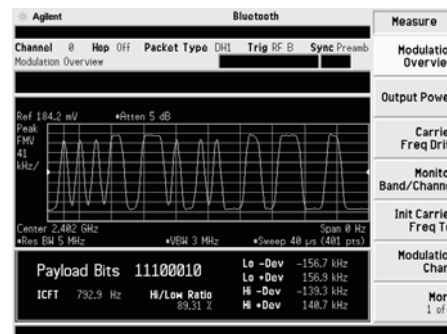 Agilent Bluetooth Measure
Channel 0 Hop Off Packet Type DH1 Trig RF B Sync Preamb
Modulation Overview
Modulatio
Overvie
Output Powe
Ref 184.2 mV •Atten 5 dB
Peak
FMV
41
kHz/
Carrie
Freq Dri
Monito
Band/Channe
Center 2.402 GHz Span 0 Hz
•Res BW 5 MHz •VBW 3 MHz •Sweep 40 µs (401 pts)
Init Carrie
Freq To
Payload Bits 11100010
ICFT 792.9 Hz Hi/Low Ratio
89.31 %
Lo -Dev -156.7 kHz
Lo +Dev 156.9 kHz
Hi -Dev -139.3 kHz
Hi +Dev 140.7 kHz
Modulatio
Char
Mor
1 of